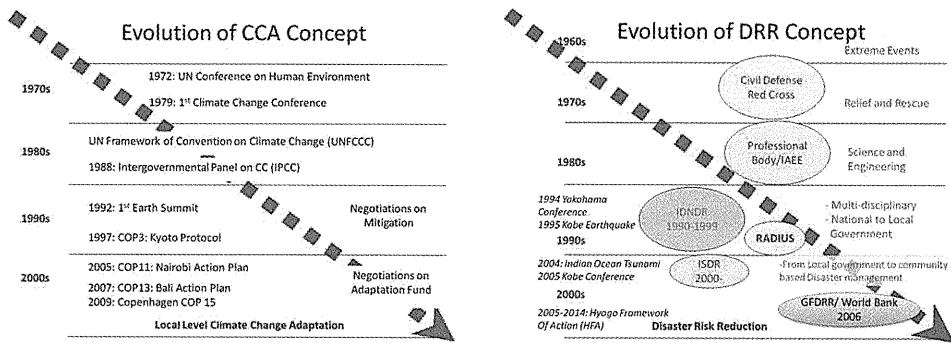 Evolution of CCA Concept
1970s
1972: UN Conference on Human Environment
1979: 1st Climate Change Conference
1980s
UN Framework of Convention on Climate Change (UNFCCC)
1988: Intergovernmental Panel on CC (IPCC)
1990s
1992: 1st Earth Summit
1997: COP3: Kyoto Protocol
Negotiations on
Mitigation
2000s
2005: COP11: Nairobi Action Plan
2007: COP13: Bali Action Plan
2009: Copenhagen COP 15
Negotiations on
Adaptation Fund
Local Level Climate Change Adaptation
Evolution of DRR Concept
1960s
Extreme Events
1970s
Civil Defense
Red Cross
Relief and Rescue
1980s
Professional
Body/IAEE
Science and
Engineering
1994 Yokohama
Conference
1995 Kobe Earthquake
1990s
IDNDR
1990-1999
RADIUS
- Multi-disciplinary
- National to Local
Government
2004: Indian Ocean Tsunami
2005 Kobe Conference
2000s
ISDR
2000-
-From Local government to community
based Disaster management
GFDRR/ World Bank
2006
2005-2014: Hyogo Framework
Of Action (HFA)
Disaster Risk Reduction